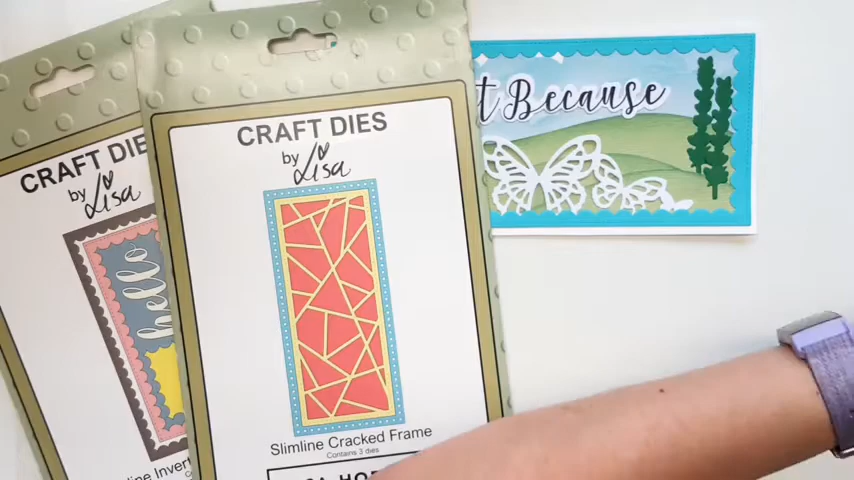 CRAFT DIES
by Lisa
hello
CRAFT DIES
by Lisa
Slimline Cracked Frame
Contains 3 dies
t Because